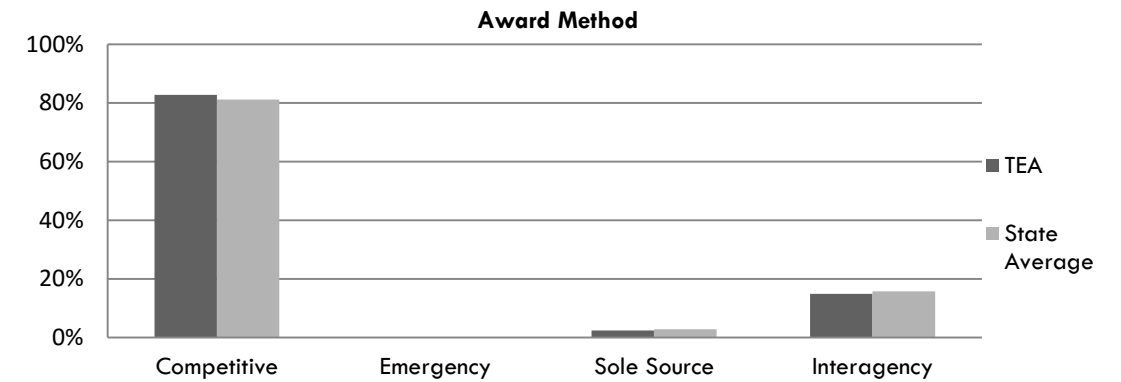 Award Method
100%
80%
60%
40%
20%
0%
Competitive
Emergency
Sole Source
Interagency
TEA
State
Average